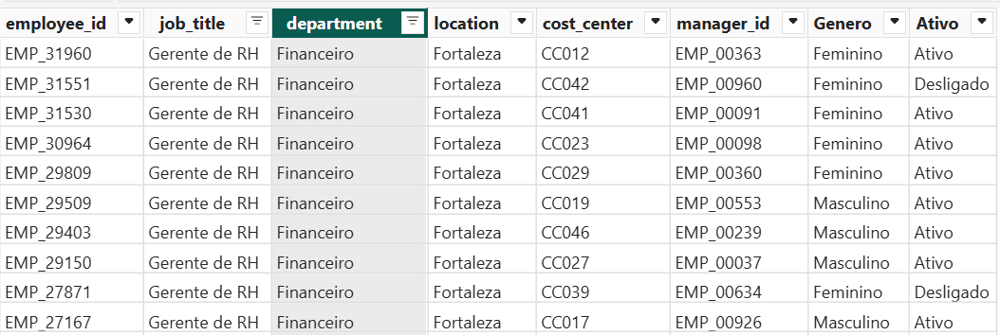 employee_id job_title department location cost_center manager_id Genero Ativo
EMP_31960 Gerente de RH Financeiro Fortaleza CC012 EMP_00363 Feminino Ativo
EMP_31551 Gerente de RH Financeiro Fortaleza CC042 EMP_00960 Feminino Desligado
EMP_31530 Gerente de RH Financeiro Fortaleza CC041 EMP_00091 Feminino Ativo
EMP_30964 Gerente de RH Financeiro Fortaleza CC023 EMP_00098 Feminino Ativo
EMP_29809 Gerente de RH Financeiro Fortaleza CC029 EMP_00360 Feminino Ativo
EMP_29509 Gerente de RH Financeiro Fortaleza CC019 EMP_00553 Masculino Ativo
EMP_29403 Gerente de RH Financeiro Fortaleza CC046 EMP_00239 Masculino Ativo
EMP_29150 Gerente de RH Financeiro Fortaleza CC027 EMP_00037 Masculino Ativo
EMP_27871 Gerente de RH Financeiro Fortaleza CC039 EMP_00634 Feminino Desligado
EMP_27167 Gerente de RH Financeiro Fortaleza CC017 EMP_00926 Masculino Ativo